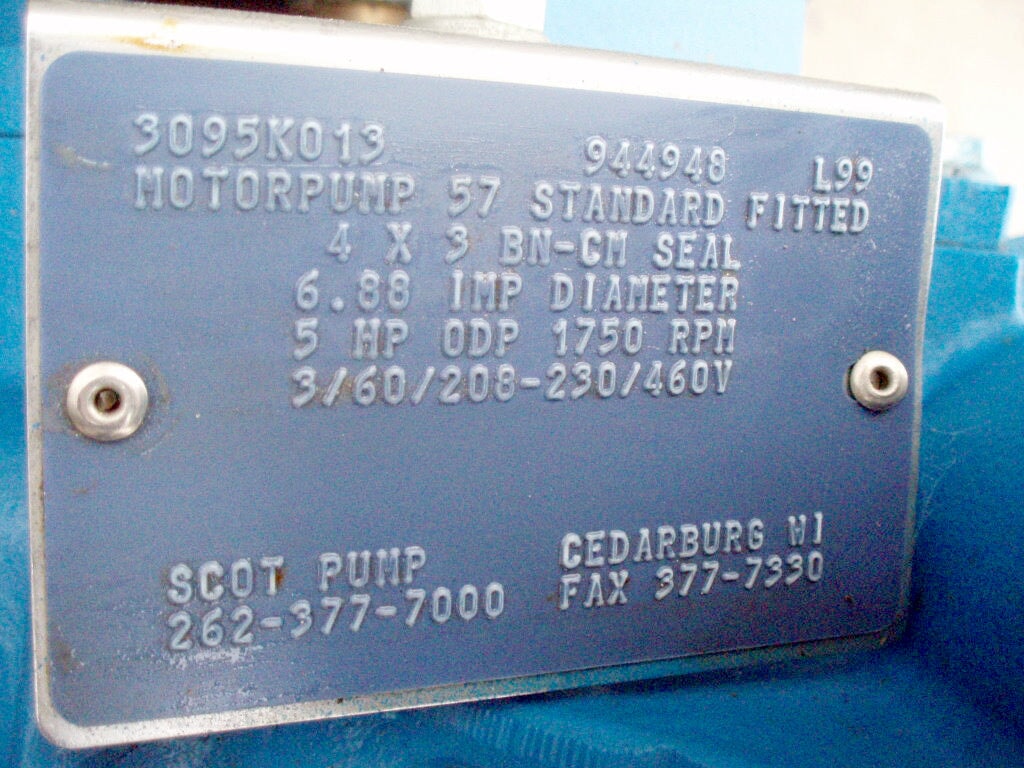 3095K013 944948 L99
MOTORPUMP 57 STANDARD FITTED
4 X 3 BN-CM SEAL
6.88 IMP DIAMETER
5 HP ODP 1750 RPM
3/60/208-230/460V
SCOT PUMP CEDARBURG WI
262-377-7000 FAX 377-7330